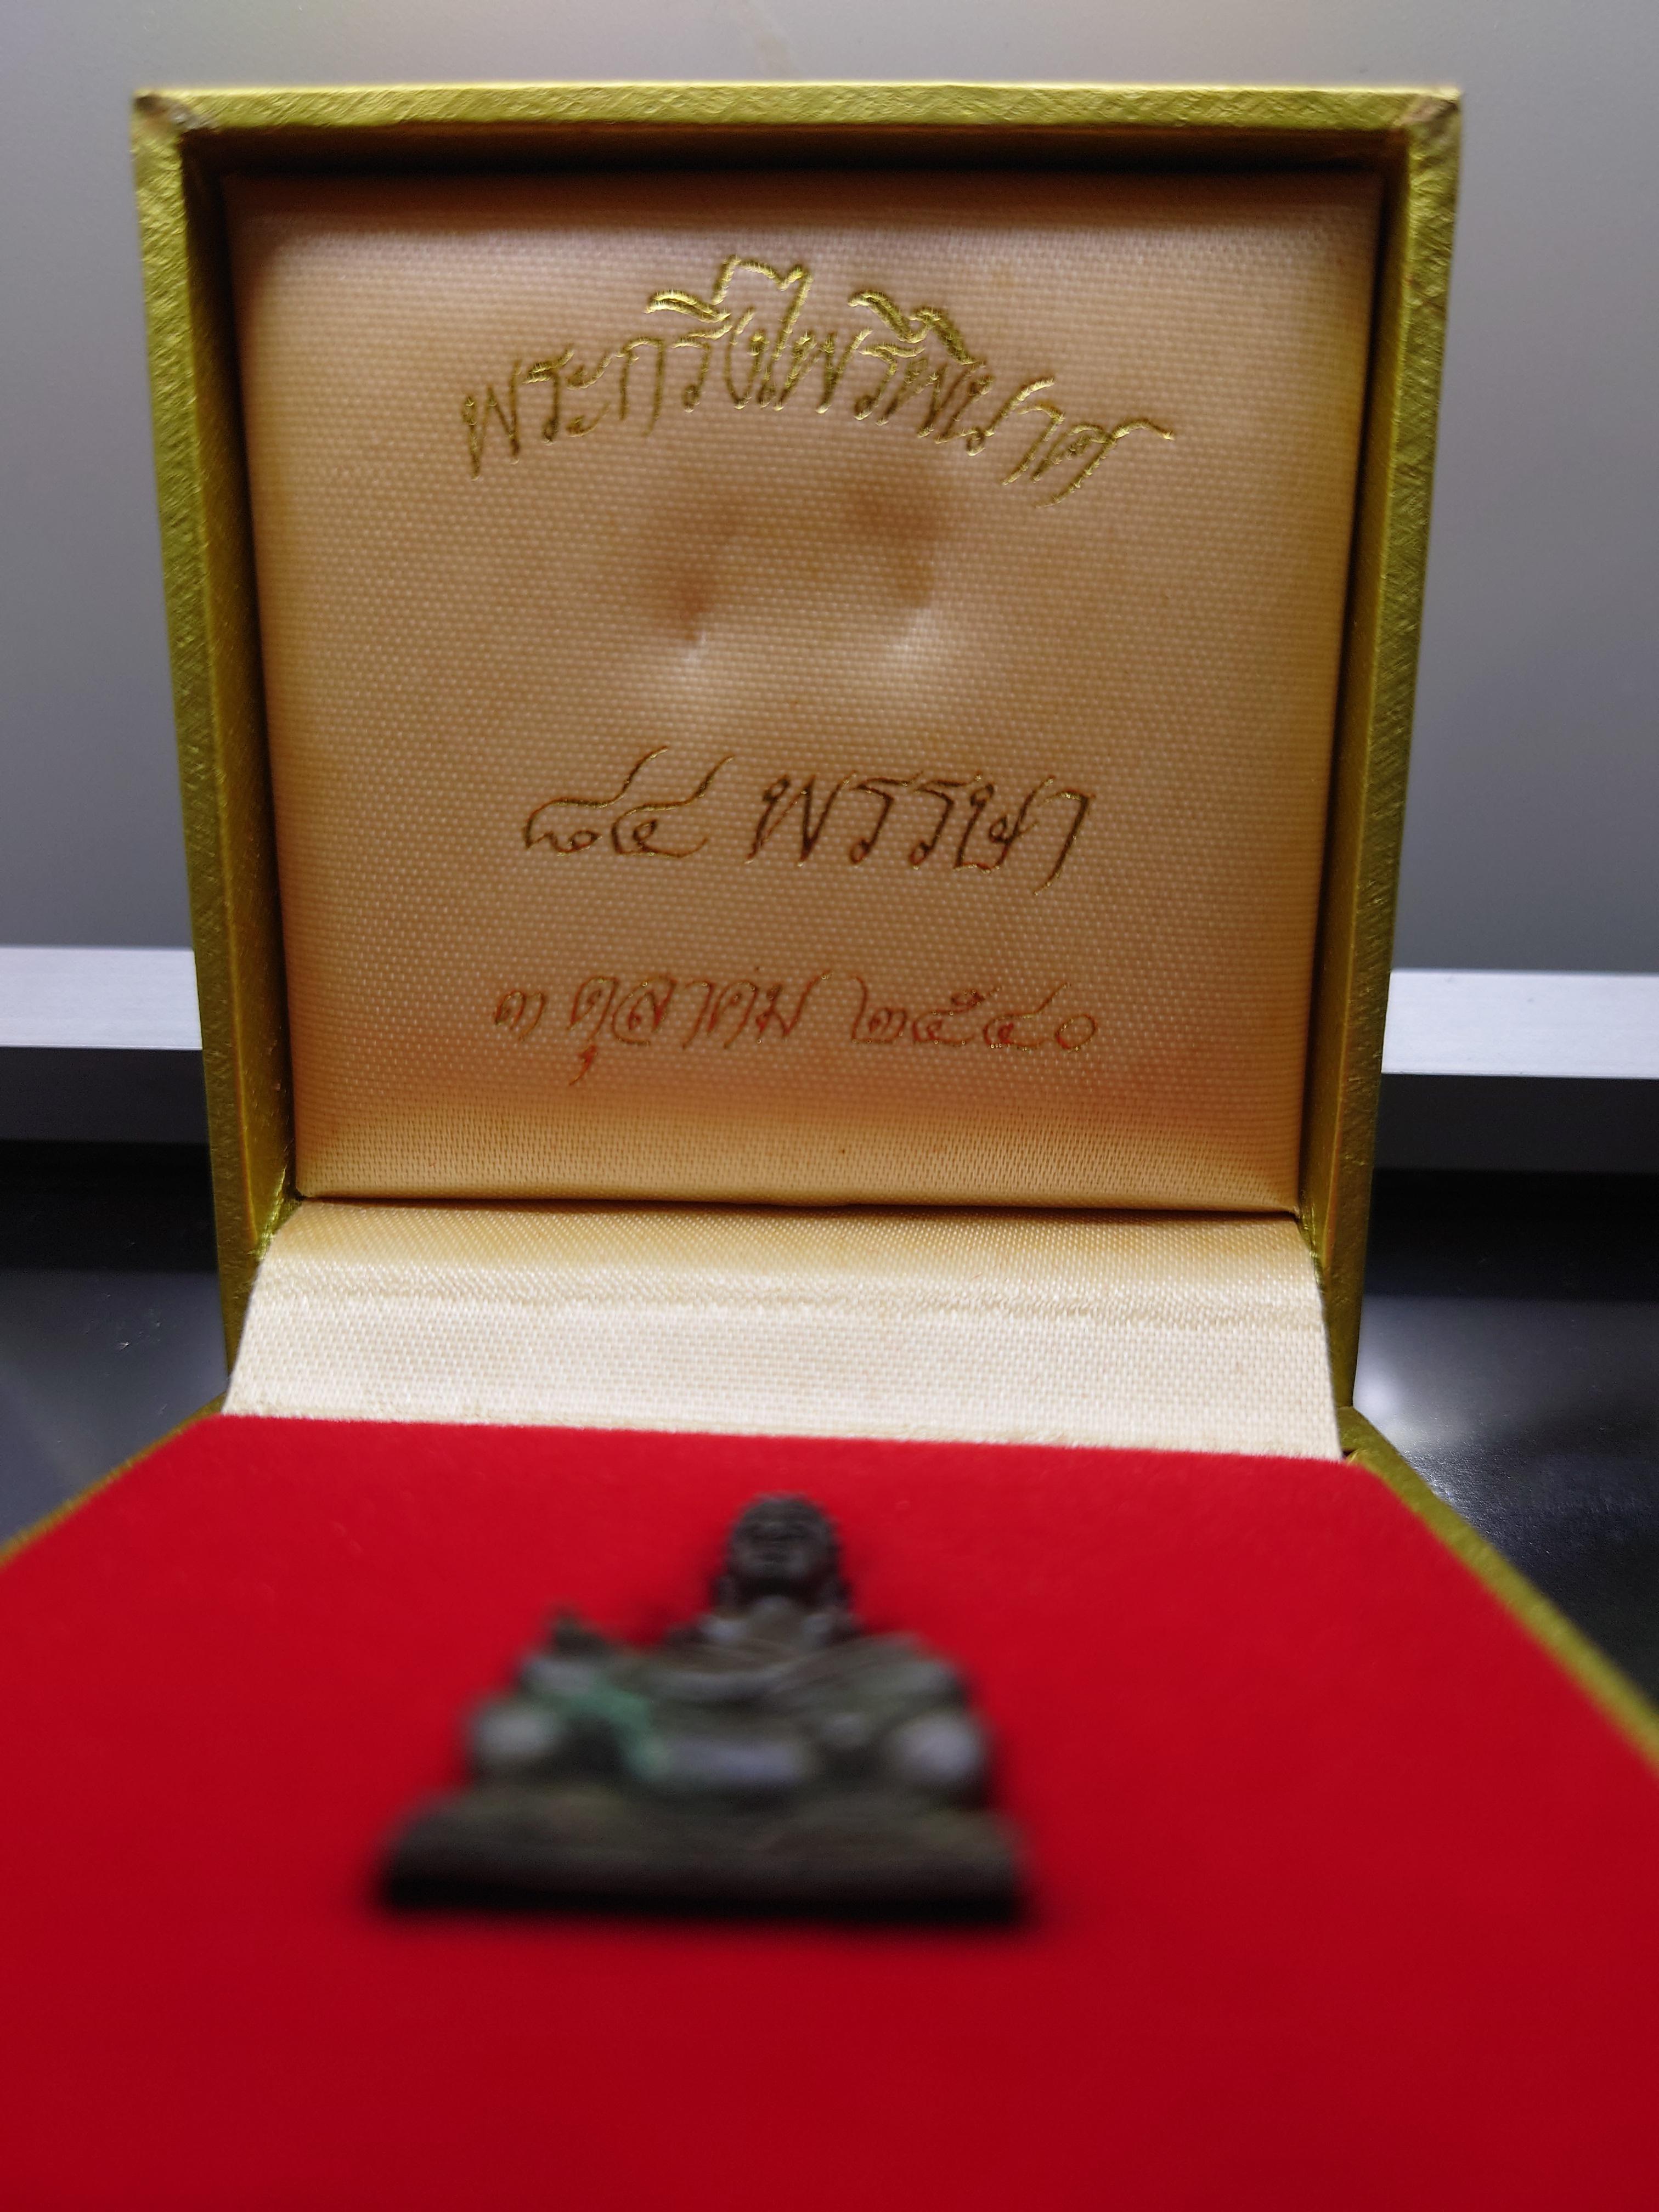 พระกริ่งไพรีพินาศ
๘๔ พรรษา
๓ ตุลาคม ๒๕๔๐